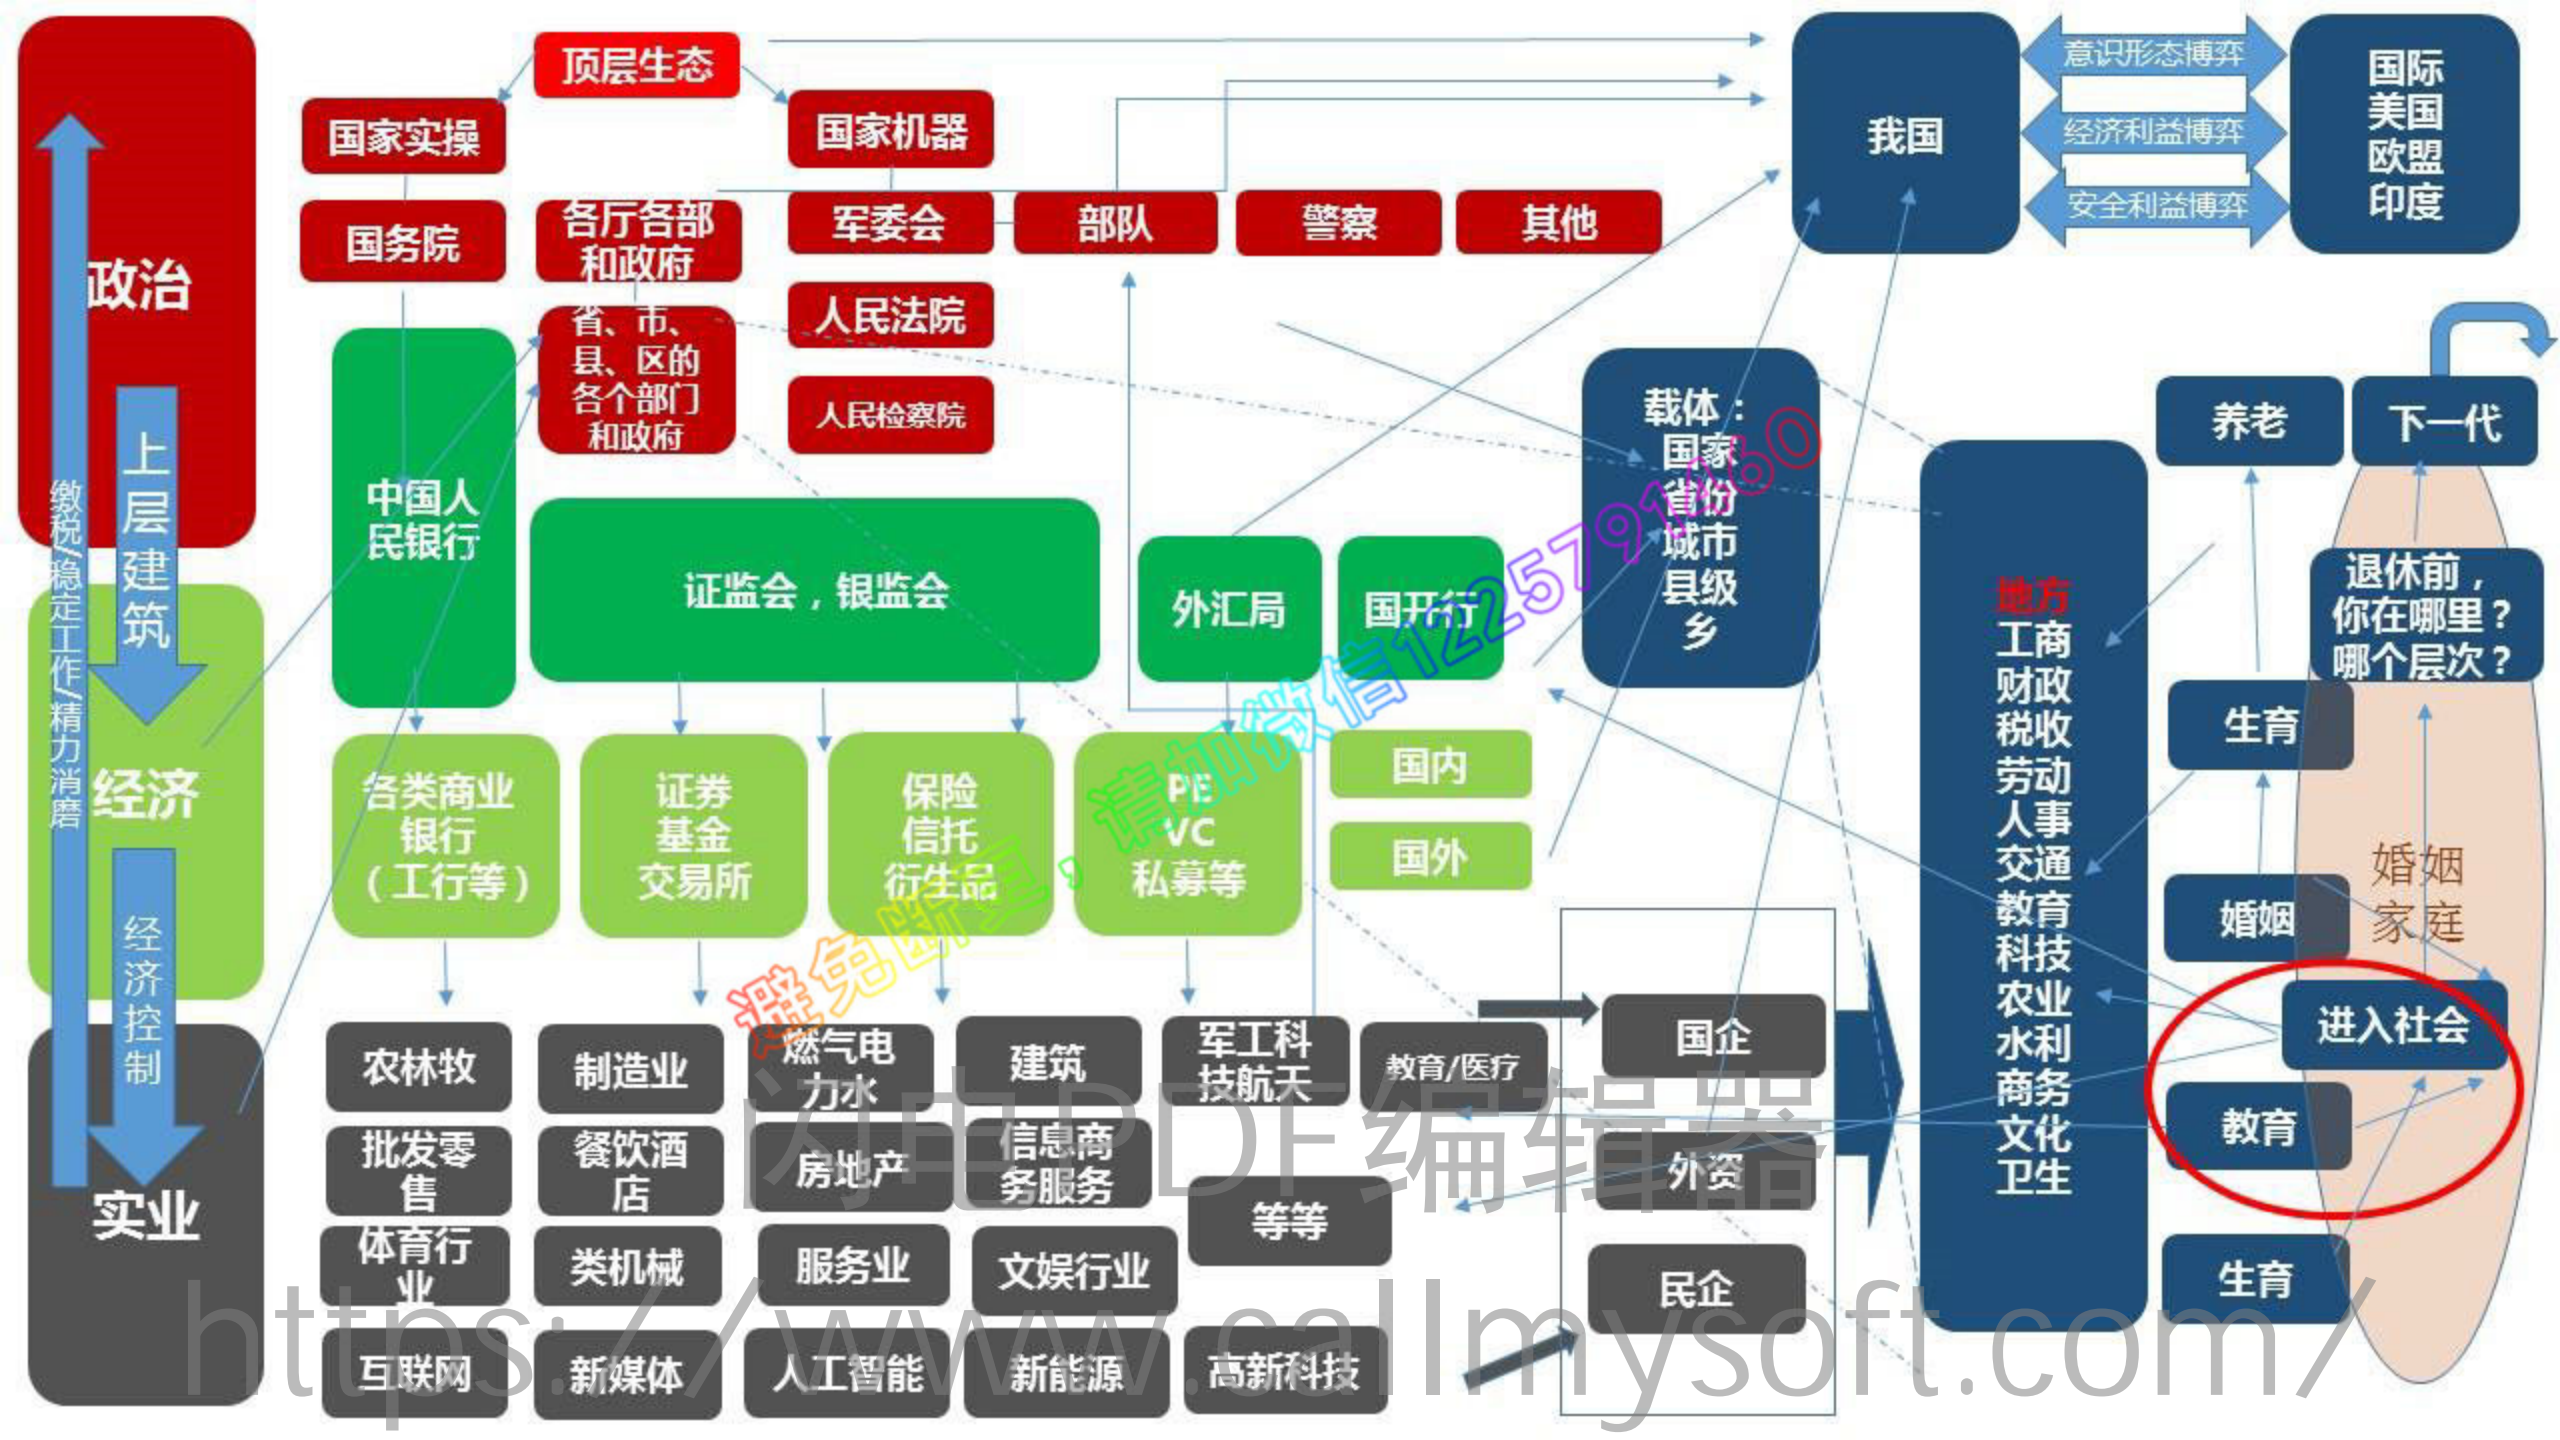 政治
上层建筑
缴税/稳定工作/精力消磨
经济
经济控制
实业
顶层生态
国家实操
国家机器
国务院
各厅各部
和政府
省、市、
县、区的
各个部门
和政府
军委会
部队
警察
其他
人民法院
人民检察院
中国人
民银行
证监会，银监会
外汇局
国开行
各类商业
银行
（工行等）
证券
基金
交易所
保险
信托
衍生品
PE
VC
私募等
国内
国外
农林牧
制造业
燃气电
力水
建筑
军工科
技航天
教育/医疗
批发零
售
餐饮酒
店
房地产
信息商
务服务
等等
体育行
业
类机械
服务业
文娱行业
互联网
新媒体
人工智能
新能源
高新科技
国企
外资
民企
我国
意识形态博弈
经济利益博弈
安全利益博弈
国际
美国
欧盟
印度
载体：
国家
省份
城市
县级
乡
地方
工商
财政
税收
劳动
人事
交通
教育
科技
农业
水利
商务
文化
卫生
养老
下一代
退休前，
你在哪里？
哪个层次？
生育
婚姻
婚姻
家庭
进入社会
教育
生育
避免断更，请加微信1225791460
闪电PDF编辑器
https://www.callmysoft.com/